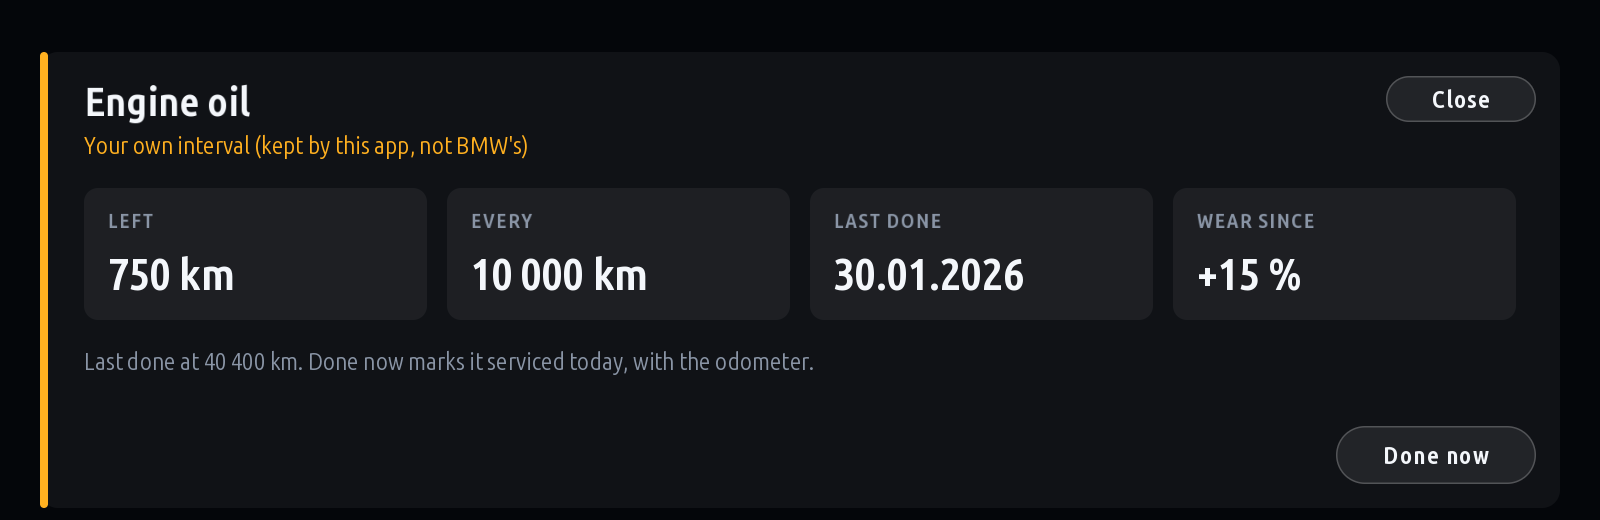 Engine oil
Close
Your own interval (kept by this app, not BMW's)
LEFT
750 km
EVERY
10 000 km
LAST DONE
30.01.2026
WEAR SINCE
+15 %
Last done at 40 400 km. Done now marks it serviced today, with the odometer.
Done now